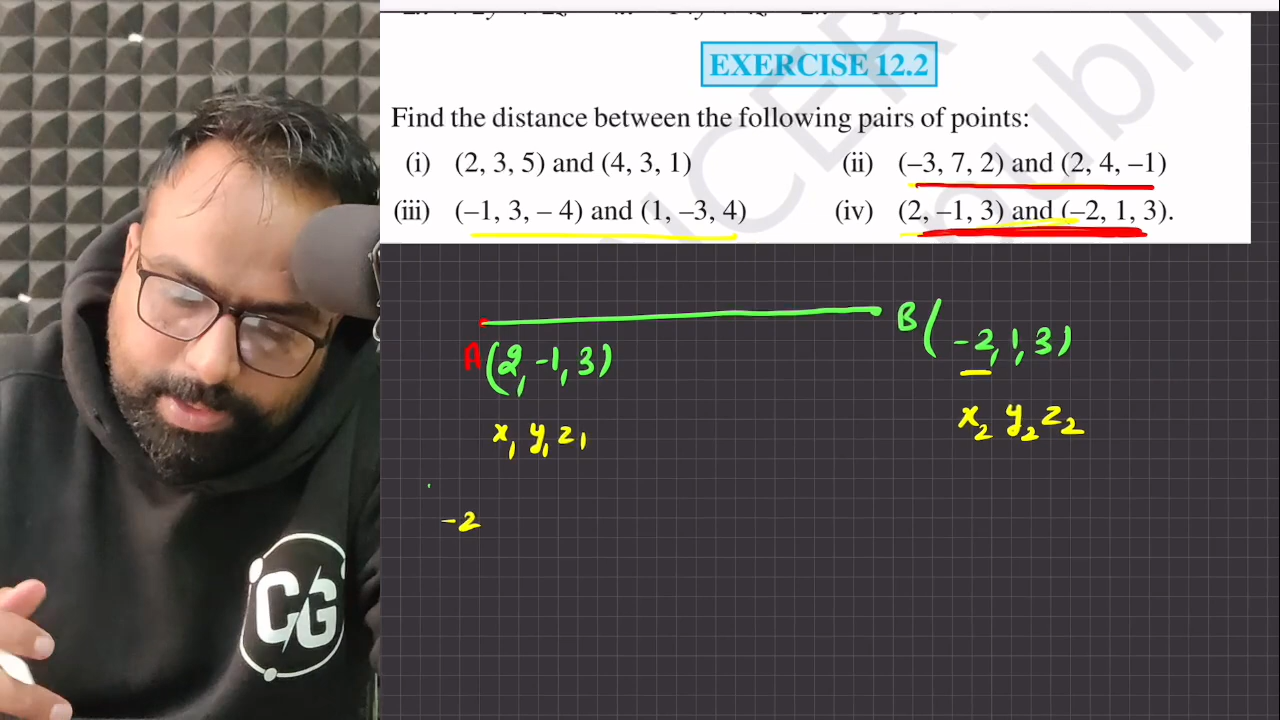 EXERCISE 12.2
Find the distance between the following pairs of points:
(i) (2, 3, 5) and (4, 3, 1) (ii) (–3, 7, 2) and (2, 4, –1)
(iii) (–1, 3, – 4) and (1, –3, 4) (iv) (2, –1, 3) and (–2, 1, 3).
B (-2, 1, 3)
A (2, -1, 3)
x1 y1 z1 x2 y2 z2
-2
CG